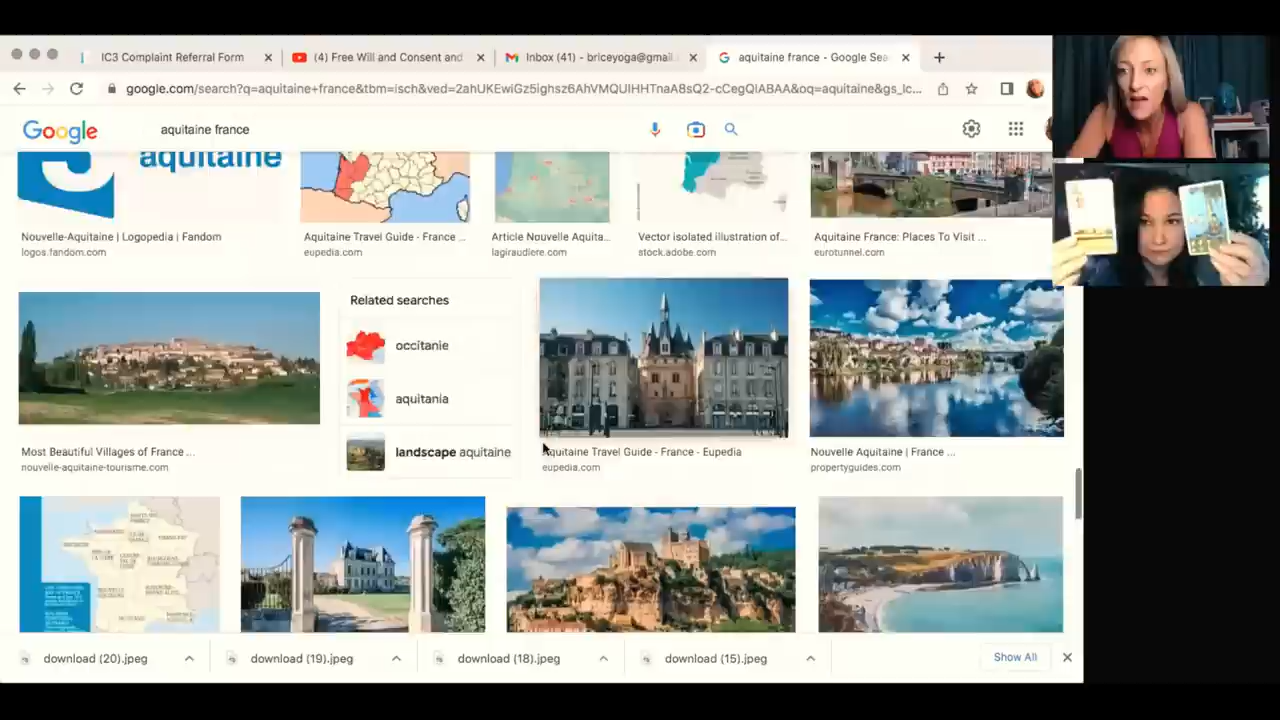 IC3 Complaint Referral Form
(4) Free Will and Consent and
Inbox (41) - briceyoga@gmail.
aquitaine france - Google Sea
google.com/search?q=aquitaine+france&tbm=isch&ved=
Google
aquitaine france
aquitaine
Nouvelle-Aquitaine | Logopedia | Fandom
logos.fandom.com
Aquitaine Travel Guide - France ...
eupedia.com
Article Nouvelle Aquita...
lagiraudiere.com
Vector isolated illustration of...
stock.adobe.com
Aquitaine France: Places To Visit ...
eurotunnel.com
Related searches
occitanie
aquitania
landscape aquitaine
Most Beautiful Villages of France ...
nouvelle-aquitaine-tourisme.com
Aquitaine Travel Guide - France - Eupedia
eupedia.com
Nouvelle Aquitaine | France ...
propertyguides.com
download (20).jpeg
download (19).jpeg
download (18).jpeg
download (15).jpeg
Show All